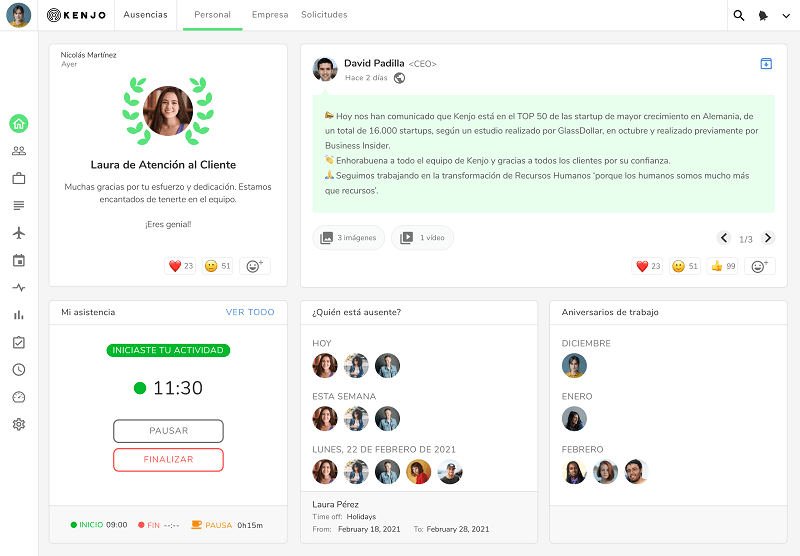 KENJO
Ausencias
Personal
Empresa
Solicitudes
Nicolás Martínez
Ayer
Laura de Atención al Cliente
Muchas gracias por tu esfuerzo y dedicación. Estamos
encantados de tenerte en el equipo.
¡Eres genial!
23
51
David Padilla <CEO>
Hace 2 días
Hoy nos han comunicado que Kenjo está en el TOP 50 de las startup de mayor crecimiento en Alemania, de
un total de 16.000 startups, según un estudio realizado por GlassDollar, en octubre y realizado previamente por
Business Insider.
Enhorabuena a todo el equipo de Kenjo y gracias a todos los clientes por su confianza.
Seguimos trabajando en la transformación de Recursos Humanos 'porque los humanos somos mucho más
que recursos'.
3 imágenes
1 vídeo
1/3
23
51
99
Mi asistencia
VER TODO
INICIASTE TU ACTIVIDAD
11:30
PAUSAR
FINALIZAR
INICIO 09:00
FIN --:--
PAUSA 0h15m
¿Quién está ausente?
HOY
ESTA SEMANA
LUNES, 22 DE FEBRERO DE 2021
Laura Pérez
Time off: Holidays
From: February 18, 2021 To: February 28, 2021
Aniversarios de trabajo
DICIEMBRE
ENERO
FEBRERO